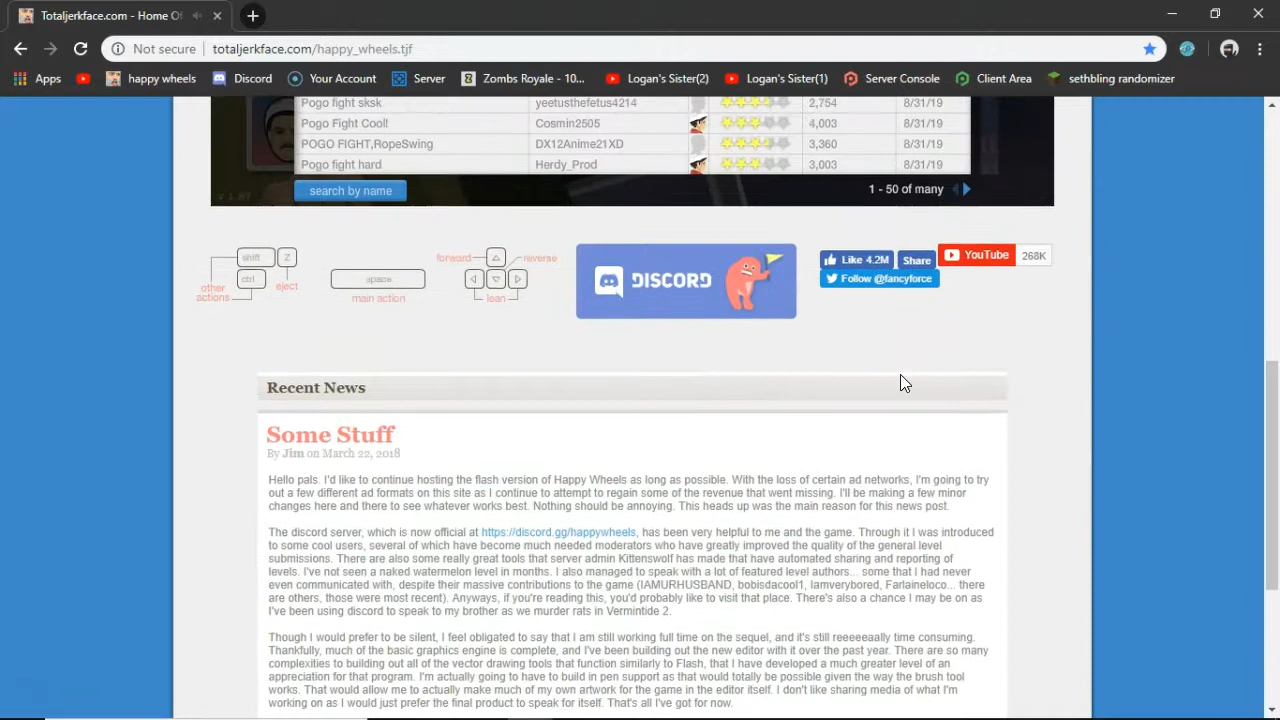 Totaljerkface.com - Home Of
Not secure totaljerkface.com/happy_wheels.tjf
Apps happy wheels Discord Your Account Server Zombs Royale - 10... Logan's Sister(2) Logan's Sister(1) Server Console Client Area sethbling randomizer
Pogo fight sksk yeetusthefetus4214 2,754 8/31/19
Pogo Fight Cool! Cosmin2505 4,003 8/31/19
POGO FIGHT,RopeSwing DX12Anime21XD 3,360 8/31/19
Pogo fight hard Herdy_Prod 3,003 8/31/19
search by name 1 - 50 of many
v 1.87
shift Z
ctrl
other actions
eject
space
main action
forward reverse
lean
DISCORD
Like 4.2M Share YouTube 268K
Follow @fancyforce
Recent News
Some Stuff
By Jim on March 22, 2018
Hello pals. I'd like to continue hosting the flash version of Happy Wheels as long as possible. With the loss of certain ad networks, I'm going to try
out a few different ad formats on this site as I continue to attempt to regain some of the revenue that went missing. I'll be making a few minor
changes here and there to see whatever works best. Nothing should be annoying. This heads up was the main reason for this news post.
The discord server, which is now official at https://discord.gg/happywheels, has been very helpful to me and the game. Through it I was introduced
to some cool users, several of which have become much needed moderators who have greatly improved the quality of the general level
submissions. There are also some really great tools that server admin Kittenswolf has made that have automated sharing and reporting of
levels. I've not seen a naked watermelon level in months. I also managed to speak with a lot of featured level authors... some that I had never
even communicated with, despite their massive contributions to the game (IAMURHUSBAND, bobisdacool1, Iamverybored, Farlaineloco... there
are others, those were most recent). Anyways, if you're reading this, you'd probably like to visit that place. There's also a chance I may be on as
I've been using discord to speak to my brother as we murder rats in Vermintide 2.
Though I would prefer to be silent, I feel obligated to say that I am still working full time on the sequel, and it's still reeeeeaally time consuming.
Thankfully, much of the basic graphics engine is complete, and I've been building out the new editor with it over the past year. There are so many
complexities to building out all of the vector drawing tools that function similarly to Flash, that I have developed a much greater level of an
appreciation for that program. I'm actually going to have to build in pen support as that would totally be possible given the way the brush tool
works. That would allow me to actually make much of my own artwork for the game in the editor itself. I don't like sharing media of what I'm
working on as I would just prefer the final product to speak for itself. That's all I've got for now.